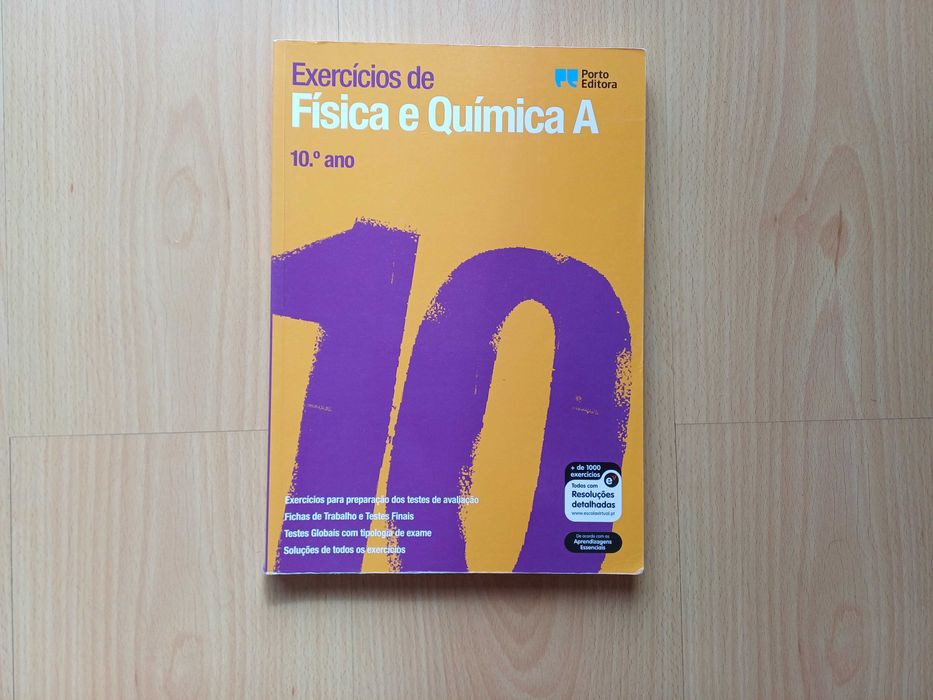 Exercícios de
Física e Química A
10.º ano
Porto
Editora
10
+ de 1000
exercícios
e
Todos com
Resoluções
detalhadas
www.escolavirtual.pt
De acordo com as
Aprendizagens
Essenciais
Exercícios para preparação dos testes de avaliação
Fichas de Trabalho e Testes Finais
Testes Globais com tipologia de exame
Soluções de todos os exercícios